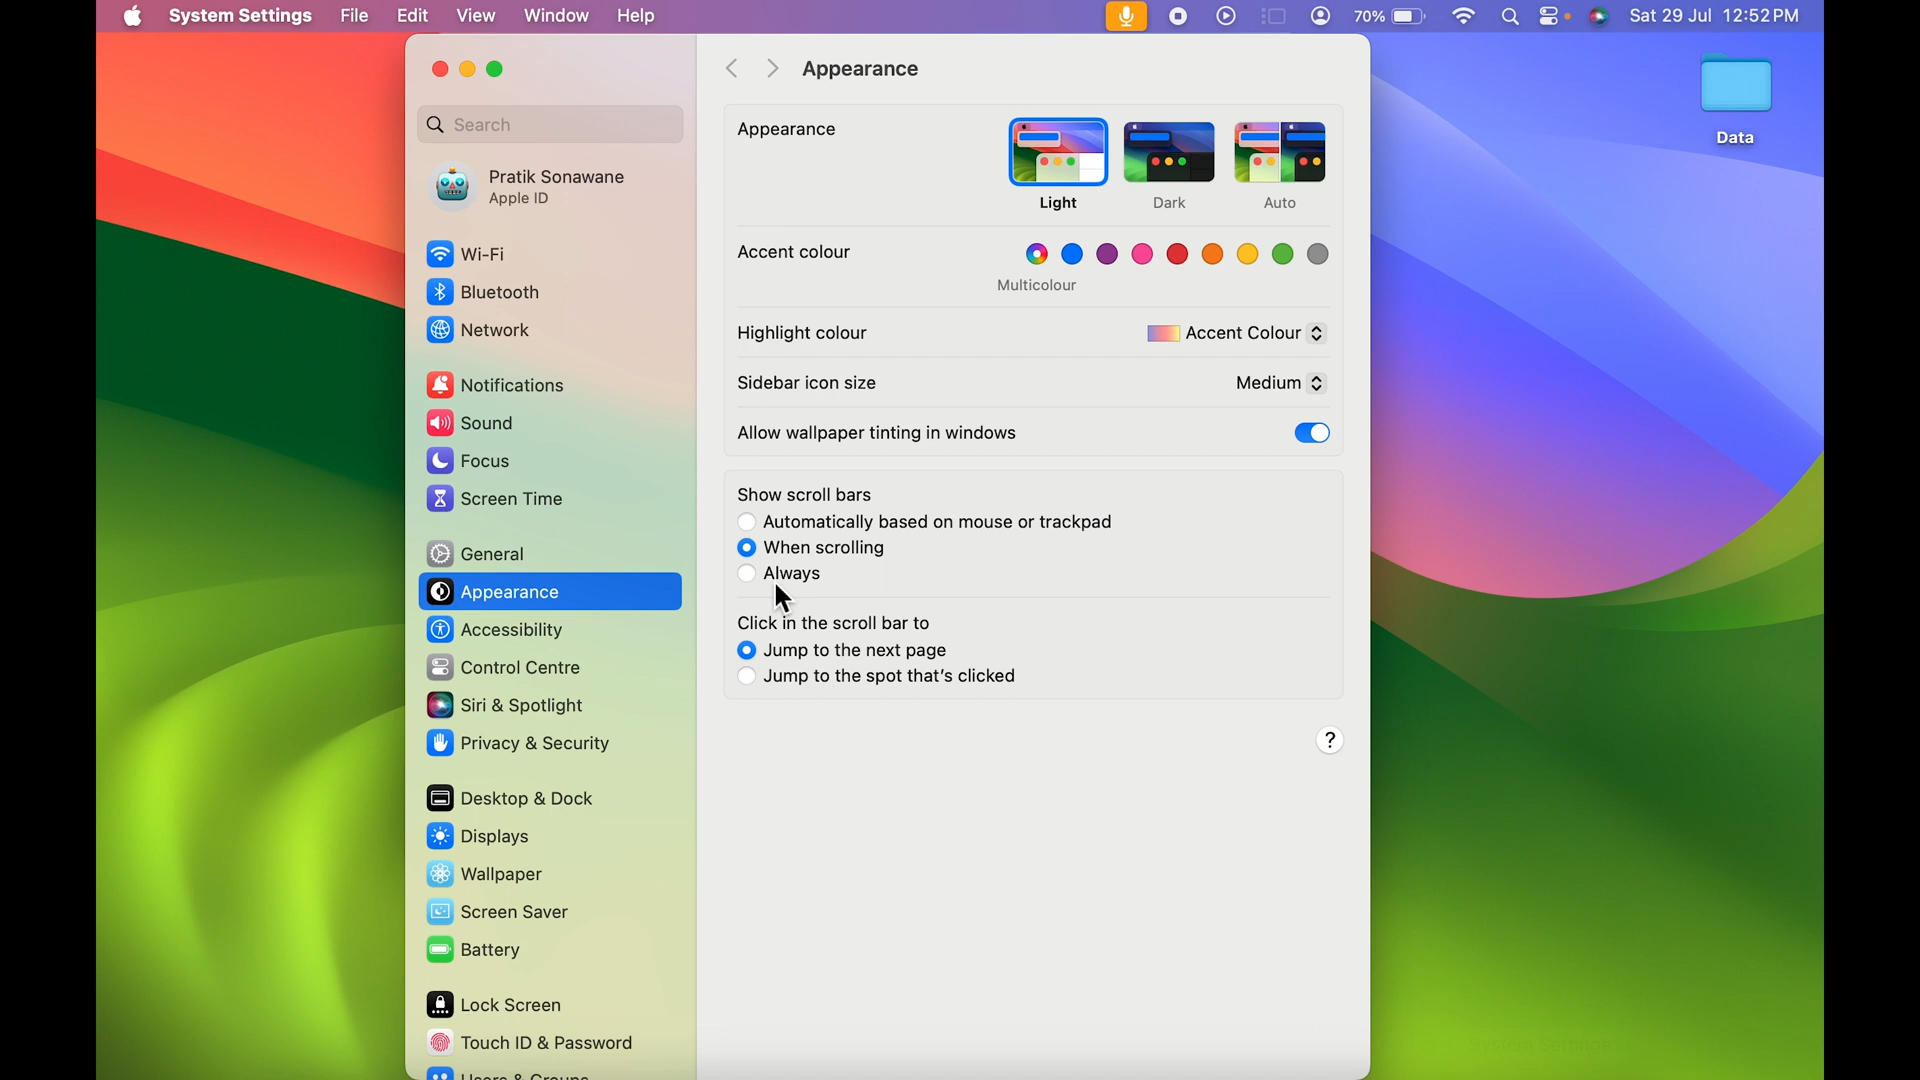 System Settings File Edit View Window Help 70% Sat 29 Jul 12:52 PM
Data
Search
Pratik Sonawane
Apple ID
Wi-Fi
Bluetooth
Network
Notifications
Sound
Focus
Screen Time
General
Appearance
Accessibility
Control Centre
Siri & Spotlight
Privacy & Security
Desktop & Dock
Displays
Wallpaper
Screen Saver
Battery
Lock Screen
Touch ID & Password
Users & Groups
Appearance
Appearance
Light Dark Auto
Accent colour
Multicolour
Highlight colour Accent Colour
Sidebar icon size Medium
Allow wallpaper tinting in windows
Show scroll bars
Automatically based on mouse or trackpad
When scrolling
Always
Click in the scroll bar to
Jump to the next page
Jump to the spot that's clicked
?
System Settings